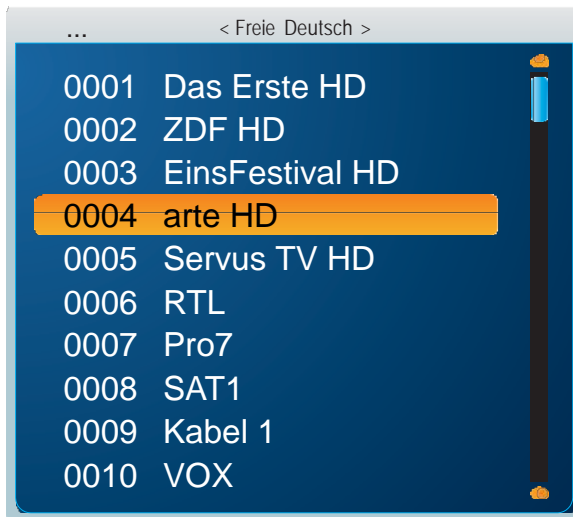 ... < Freie Deutsch >
0001 Das Erste HD
0002 ZDF HD
0003 EinsFestival HD
0004 arte HD
0005 Servus TV HD
0006 RTL
0007 Pro7
0008 SAT1
0009 Kabel 1
0010 VOX